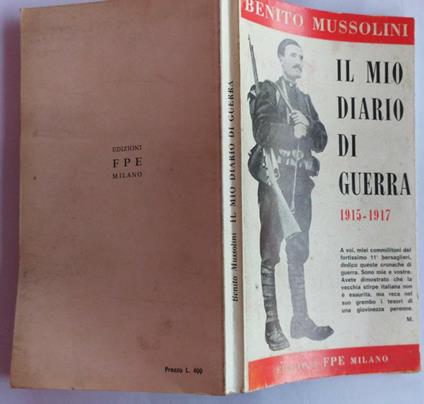 EDIZIONI
FPE
MILANO
Prezzo L. 400
Benito Mussolini IL MIO DIARIO DI GUERRA
BENITO MUSSOLINI
IL MIO
DIARIO
DI
GUERRA
1915-1917
A voi, miei commilitoni del
fortissimo 11° bersaglieri,
dedico queste cronache di
guerra. Sono mie e vostre.
Avete dimostrato che la
vecchia stirpe italiana non
è esaurita, ma reca nel
suo grembo i tesori di
una giovinezza perenne.
M.
EDIZIONI FPE MILANO